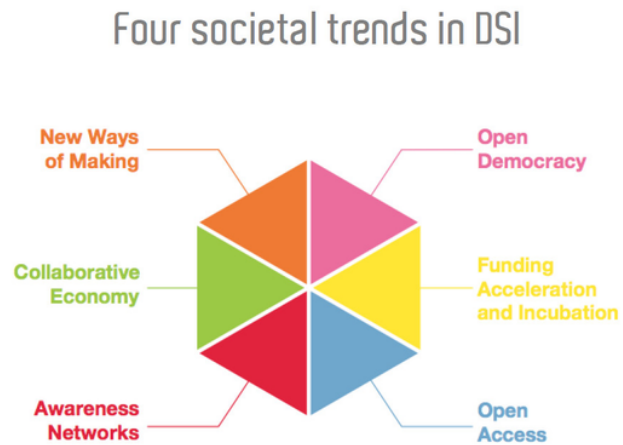 Four societal trends in DSI
New Ways
of Making
Open
Democracy
Collaborative
Economy
Funding
Acceleration
and Incubation
Awareness
Networks
Open
Access